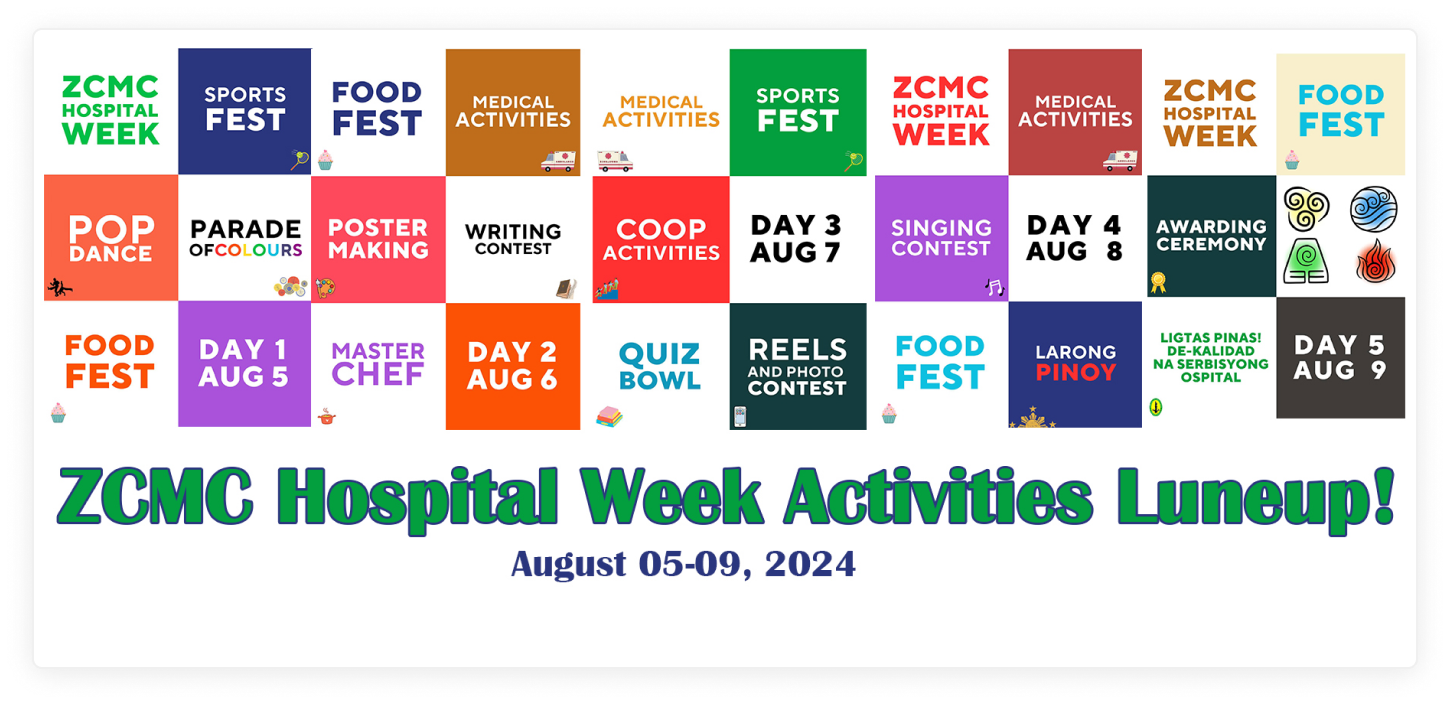 ZCMC
HOSPITAL
WEEK
SPORTS
FEST
FOOD
FEST
MEDICAL
ACTIVITIES
MEDICAL
ACTIVITIES
SPORTS
FEST
ZCMC
HOSPITAL
WEEK
MEDICAL
ACTIVITIES
ZCMC
HOSPITAL
WEEK
FOOD
FEST
POP
DANCE
PARADE
OFCOLOURS
POSTER
MAKING
WRITING
CONTEST
COOP
ACTIVITIES
DAY 3
AUG 7
SINGING
CONTEST
DAY 4
AUG 8
AWARDING
CEREMONY
FOOD
FEST
DAY 1
AUG 5
MASTER
CHEF
DAY 2
AUG 6
QUIZ
BOWL
REELS
AND PHOTO
CONTEST
FOOD
FEST
LARONG
PINOY
LIGTAS PINAS!
DE-KALIDAD
NA SERBISYONG
OSPITAL
DAY 5
AUG 9
ZCMC Hospital Week Activities Luneup!
August 05-09, 2024